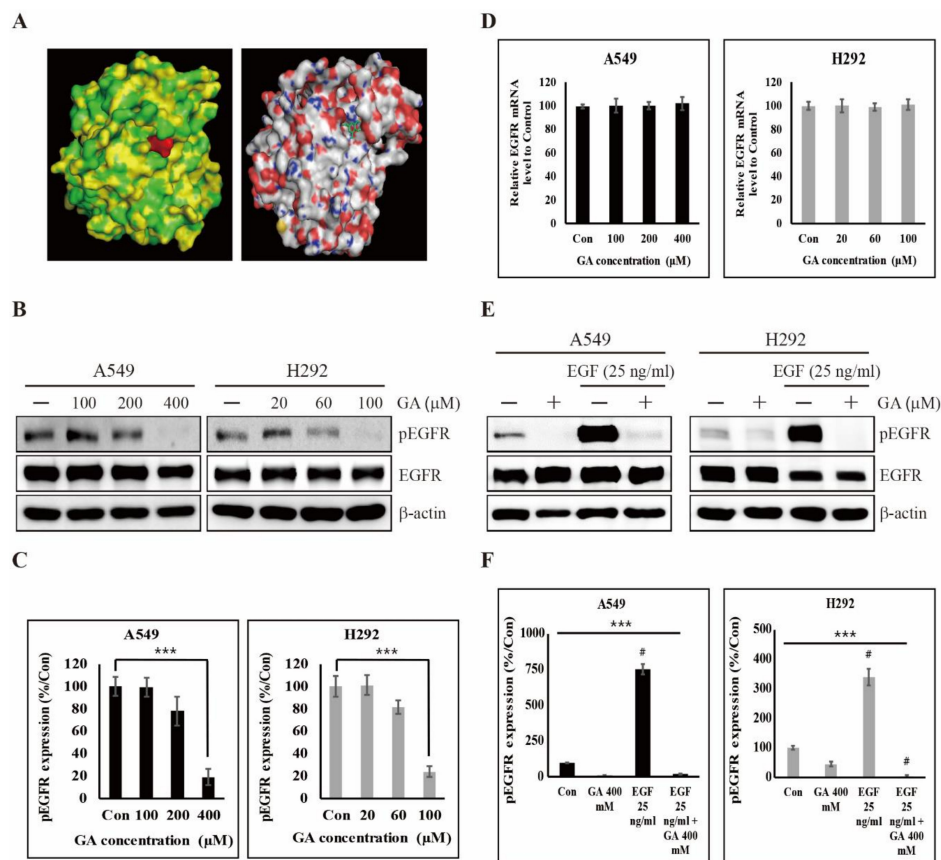 A
B
A549
H292
— 100 200 400
— 20 60 100 GA (μM)
pEGFR
EGFR
β-actin
C
A549
pEGFR expression (%/Con)
120
100
80
60
40
20
0
***
Con 100 200 400
GA concentration (μM)
H292
pEGFR expression (%/Con)
120
100
80
60
40
20
0
***
Con 20 60 100
GA concentration (μM)
D
A549
Relative EGFR mRNA
level to Control
120
100
80
60
40
20
0
Con 100 200 400
GA concentration (μM)
H292
Relative EGFR mRNA
level to Control
120
100
80
60
40
20
0
Con 20 60 100
GA concentration (μM)
E
A549
EGF (25 ng/ml)
— + — +
H292
EGF (25 ng/ml)
— + — + GA (μM)
pEGFR
EGFR
β-actin
F
A549
pEGFR expression (%/Con)
1000
750
500
250
0
***
#
Con
GA 400
mM
EGF
25
ng/ml
EGF
25
ng/ml +
GA 400
mM
H292
pEGFR expression (%/Con)
500
400
300
200
100
0
***
#
#
Con
GA 400
mM
EGF
25
ng/ml
EGF
25
ng/ml +
GA 400
mM